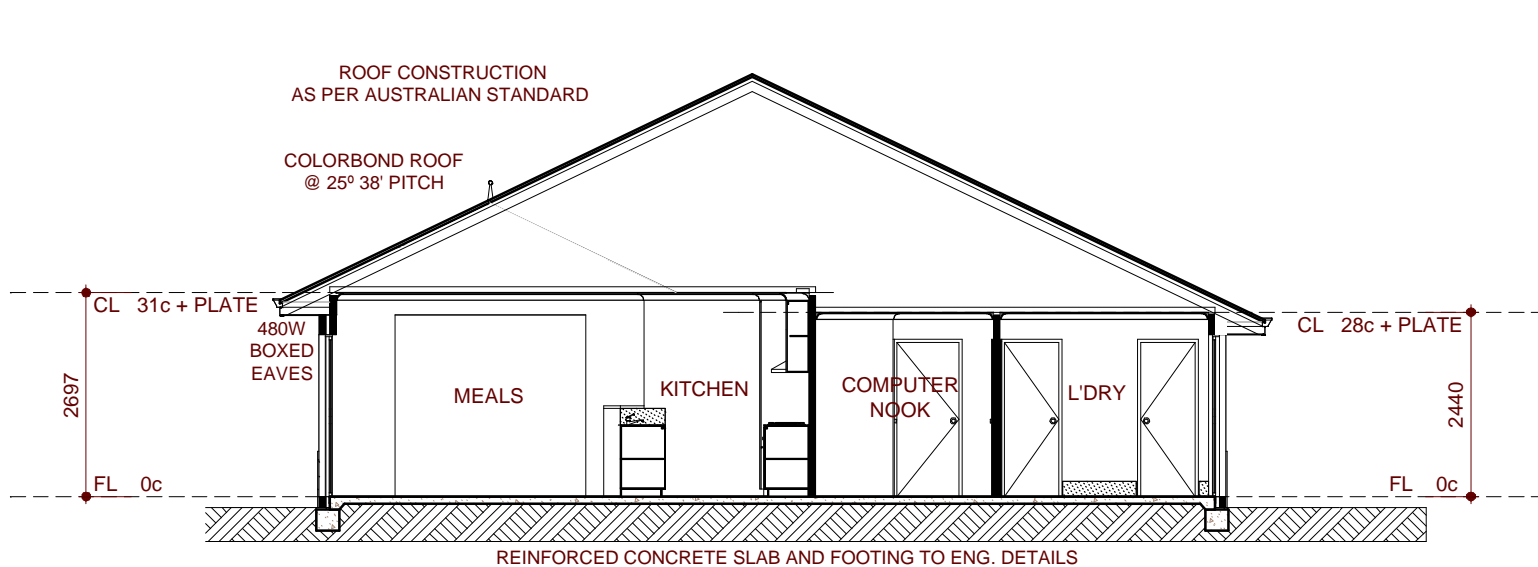 ROOF CONSTRUCTION
AS PER AUSTRALIAN STANDARD
COLORBOND ROOF
@ 25º 38' PITCH
CL 31c + PLATE
480W
BOXED
EAVES
2697
FL 0c
MEALS
KITCHEN
COMPUTER
NOOK
L'DRY
CL 28c + PLATE
2440
FL 0c
REINFORCED CONCRETE SLAB AND FOOTING TO ENG. DETAILS